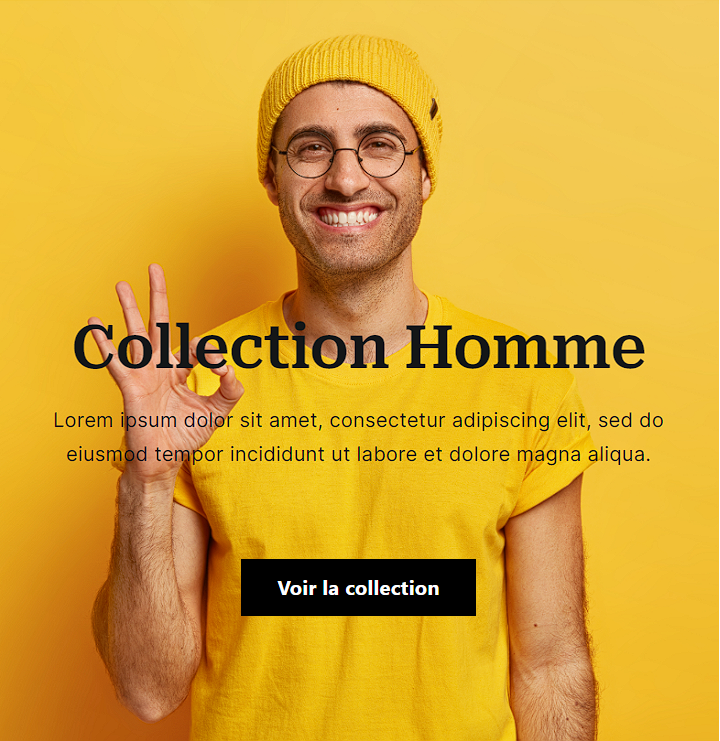 Collection Homme
Lorem ipsum dolor sit amet, consectetur adipiscing elit, sed do
eiusmod tempor incididunt ut labore et dolore magna aliqua.
Voir la collection